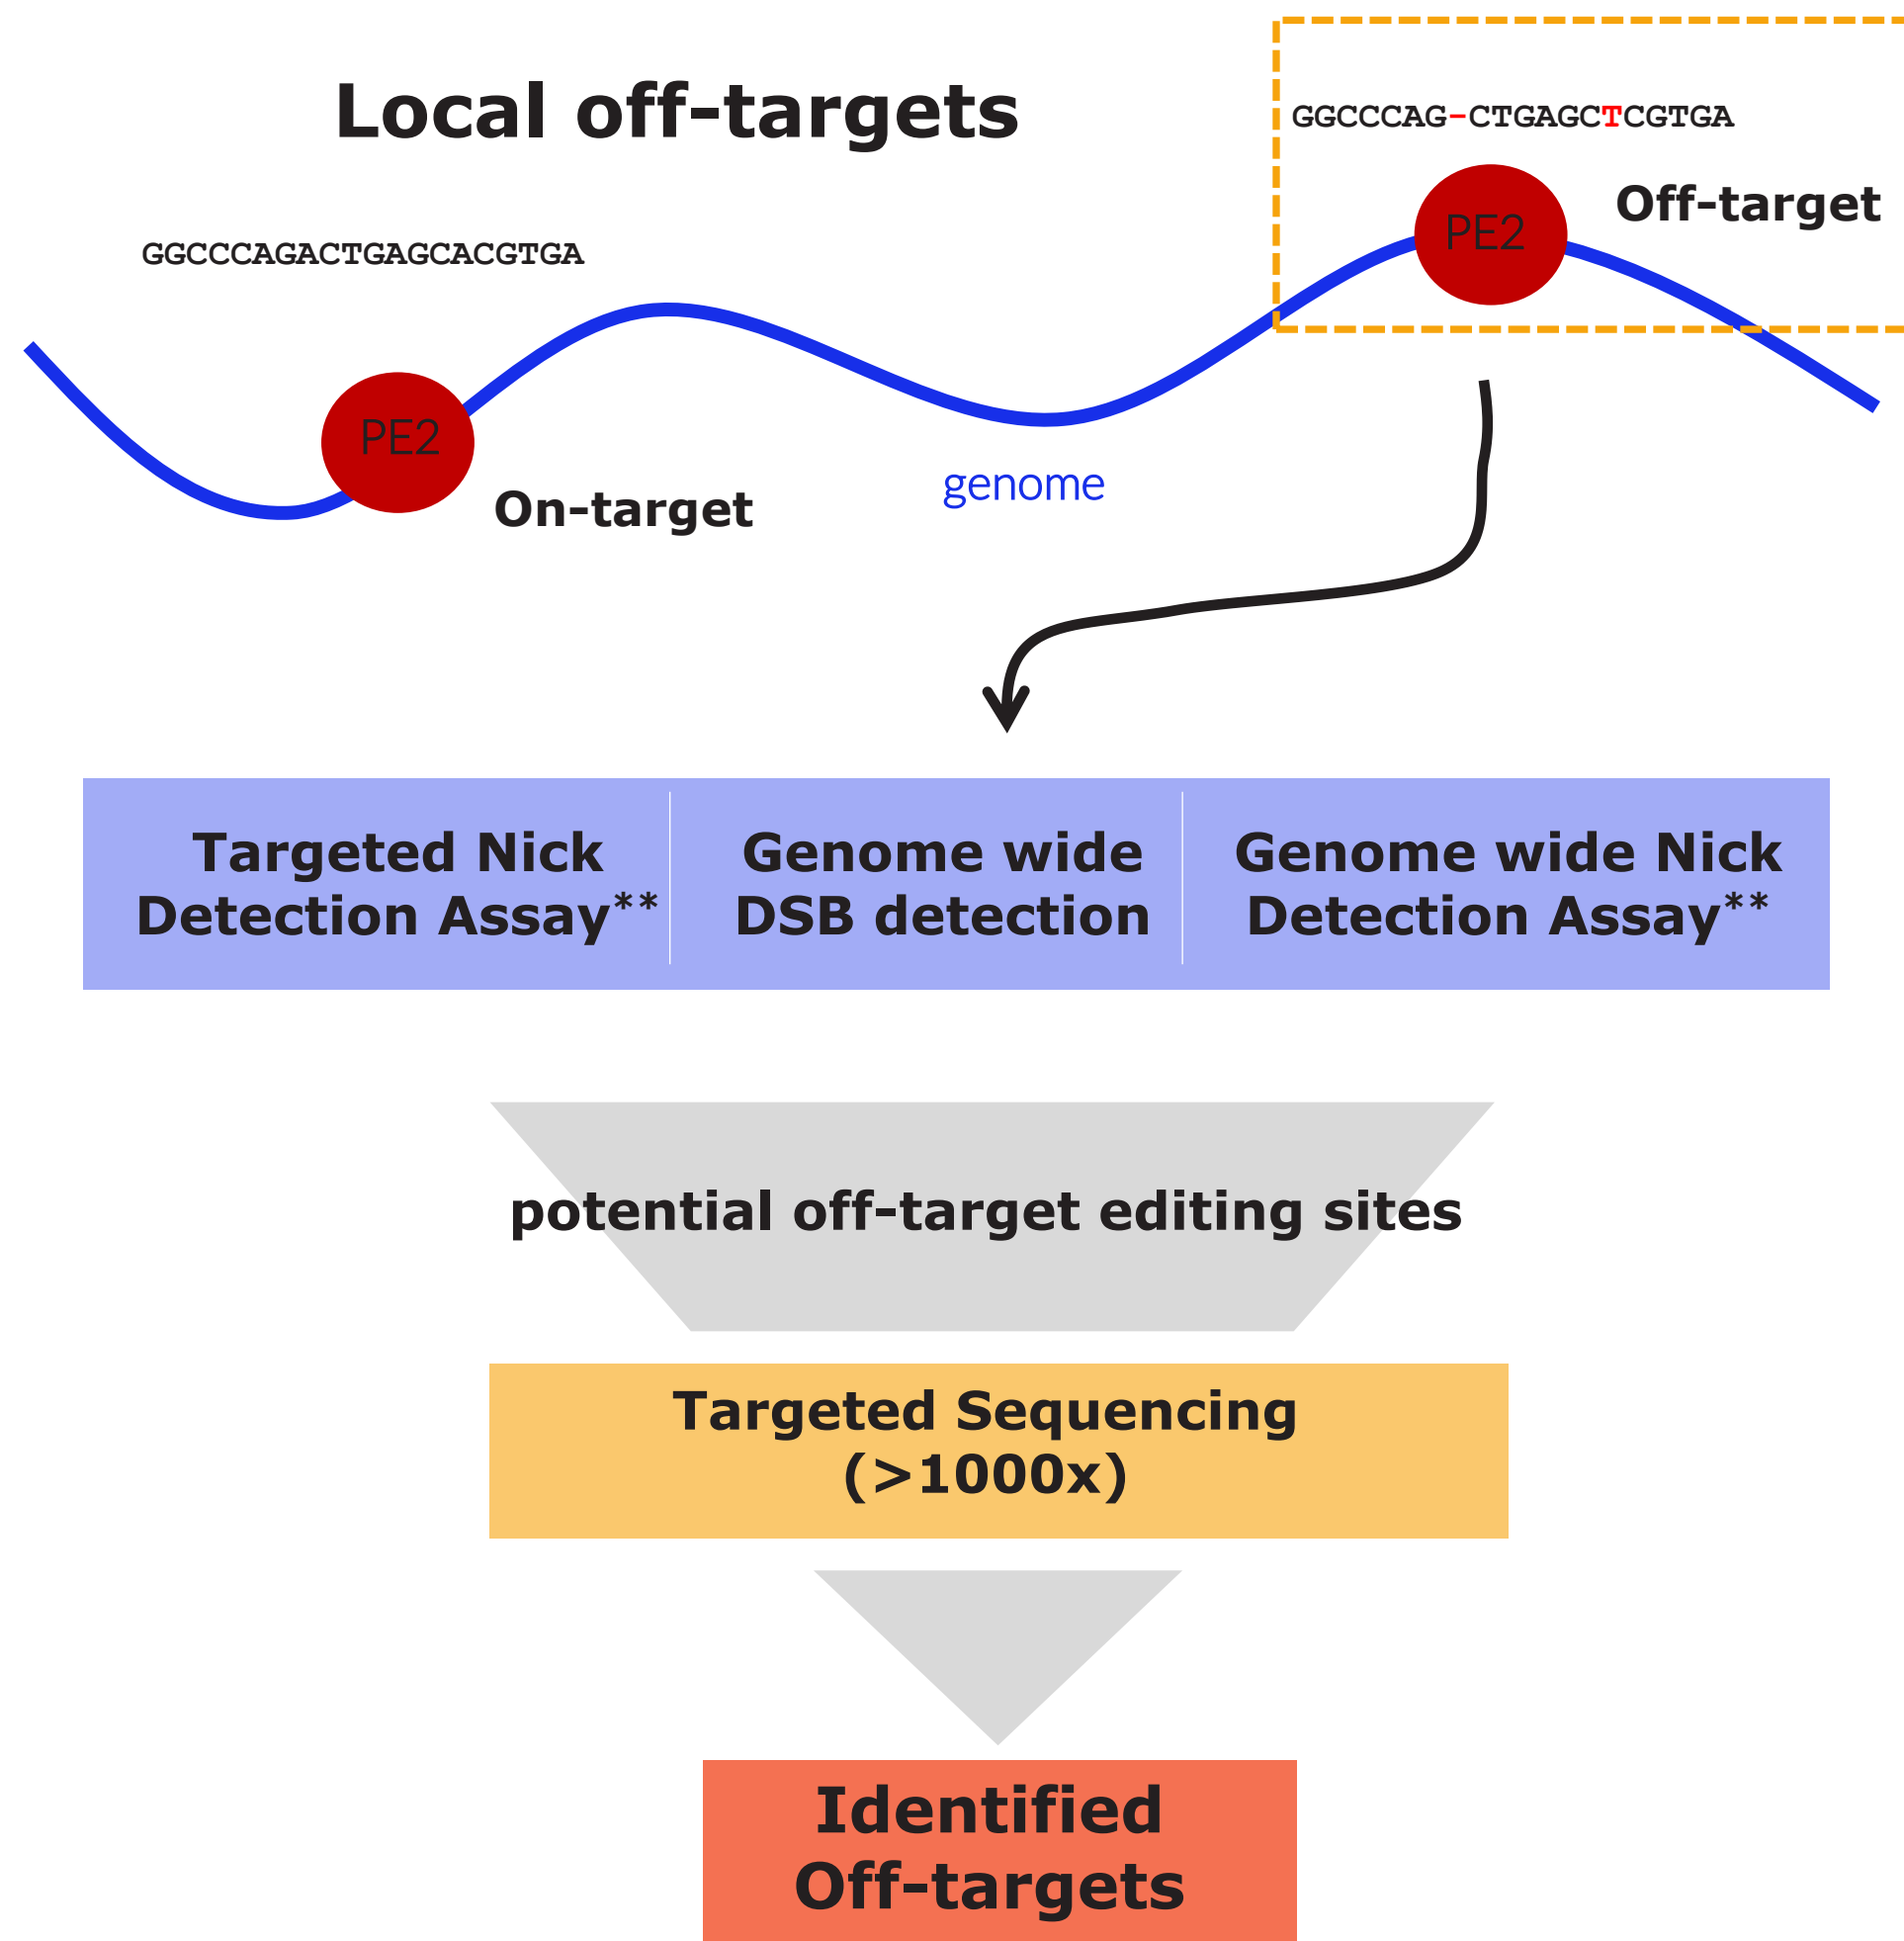 Local off-targets
GGCCCAG-CTGAGCTCGTGA
PE2
Off-target
GGCCCAGACTGAGCACGTGA
PE2
On-target
genome
Targeted Nick
Detection Assay**
Genome wide
DSB detection
Genome wide Nick
Detection Assay**
potential off-target editing sites
Targeted Sequencing
(>1000x)
Identified
Off-targets